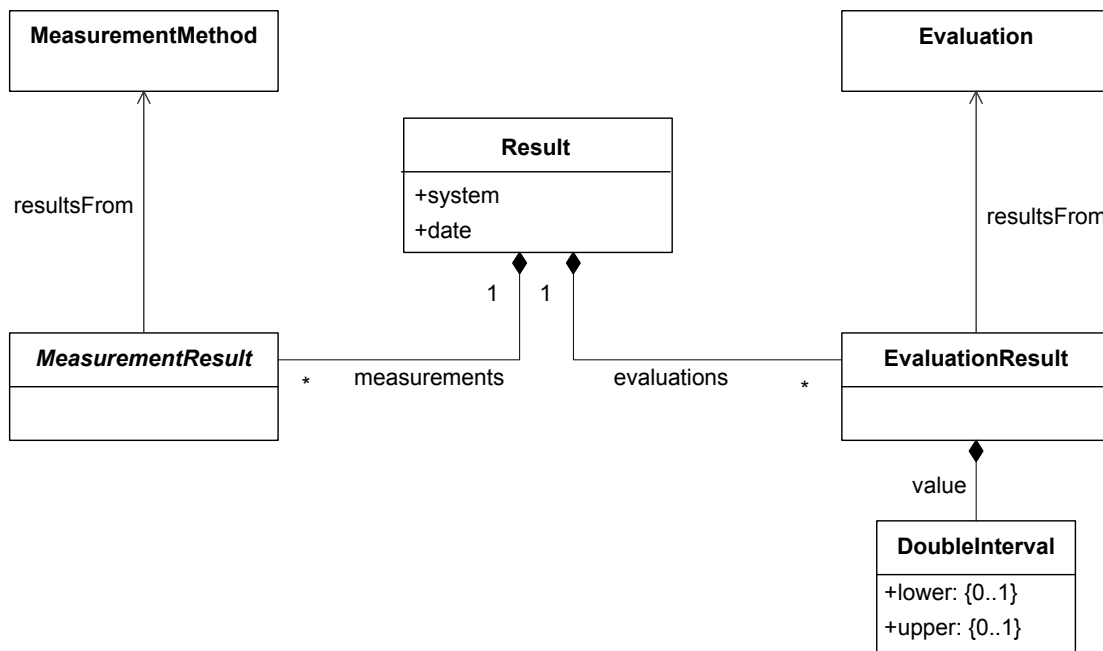 MeasurementMethod
Evaluation
Result
+system
+date
resultsFrom
resultsFrom
1
1
MeasurementResult
EvaluationResult
*
measurements
evaluations
*
value
DoubleInterval
+lower: {0..1}
+upper: {0..1}